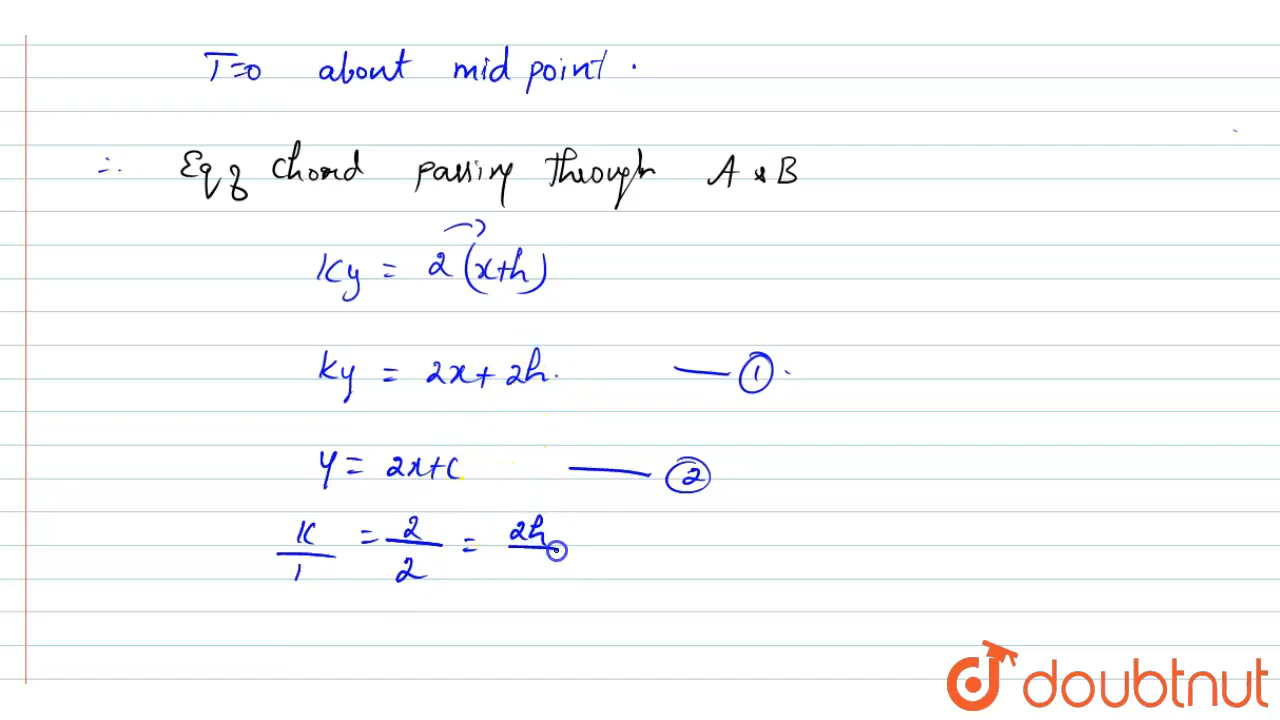 T=0 about mid point.
∴ Eq of chord passing through A & B
Ky = 2(x+h)
Ky = 2x + 2h. — ①.
y = 2x+c — ②
K/1 = 2/2 = 2h/
doubtnut